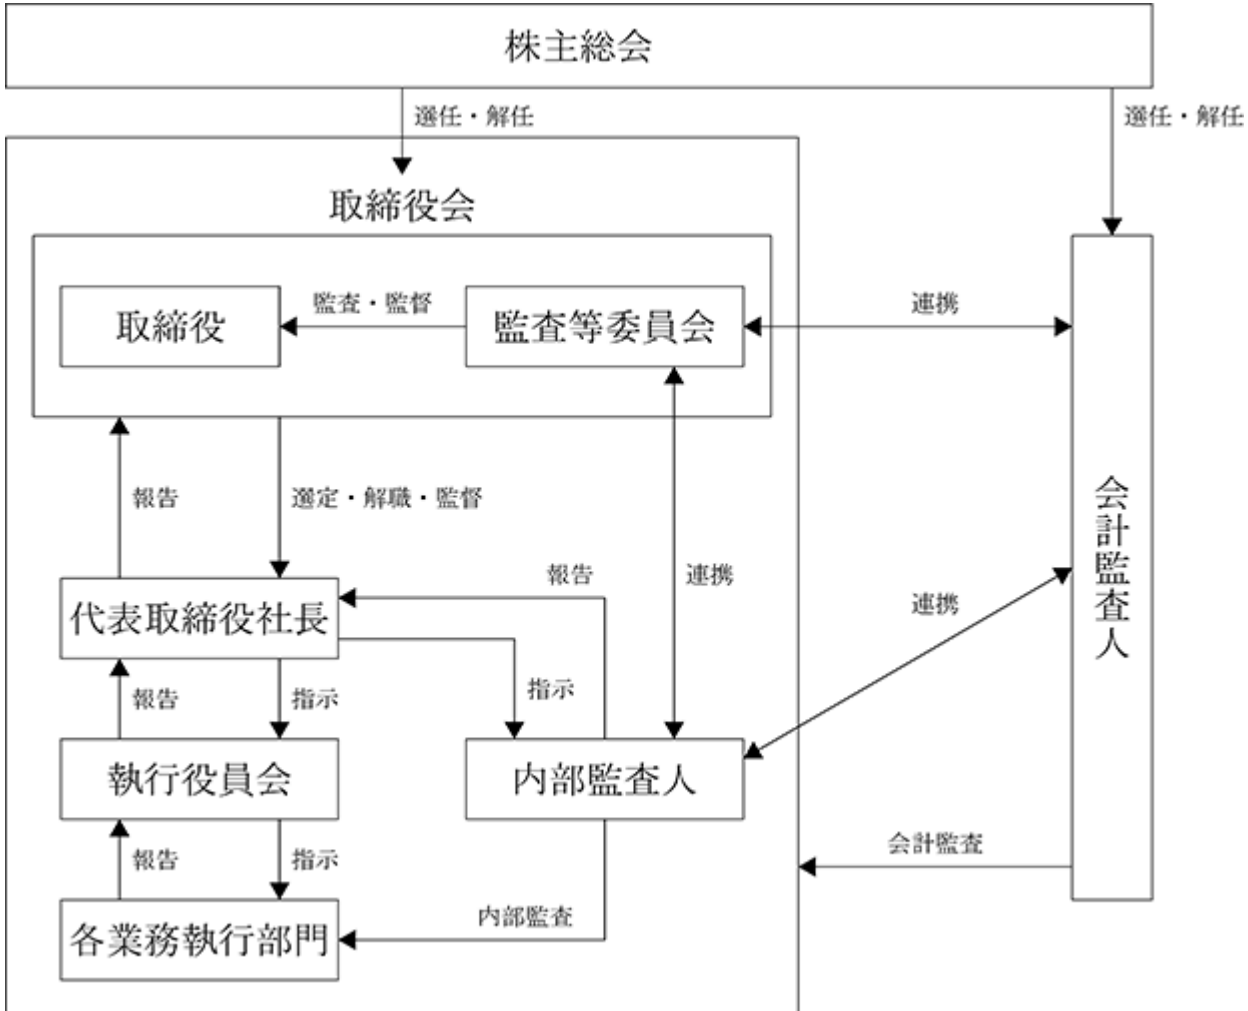 株主総会
選任・解任
選任・解任
取締役会
取締役
監査・監督
監査等委員会
連携
報告
選定・解職・監督
連携
会計監査人
代表取締役社長
報告
連携
報告
指示
指示
執行役員会
内部監査人
報告
指示
会計監査
各業務執行部門
内部監査